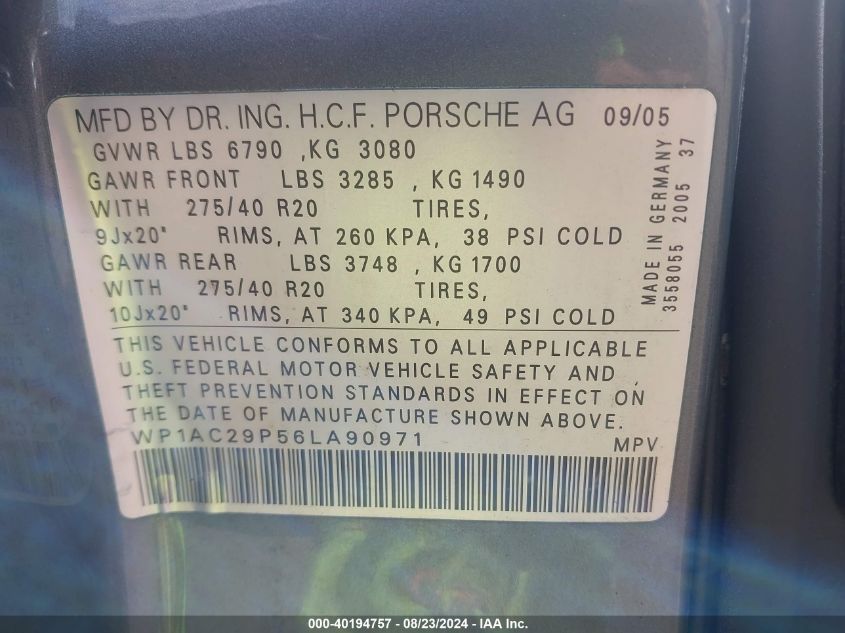 MFD BY DR. ING. H.C.F. PORSCHE AG 09/05
GVWR LBS 6790 ,KG 3080
GAWR FRONT LBS 3285 , KG 1490
WITH 275/40 R20 TIRES,
9Jx20" RIMS, AT 260 KPA, 38 PSI COLD
GAWR REAR LBS 3748 , KG 1700
WITH 275/40 R20 TIRES,
10Jx20" RIMS, AT 340 KPA, 49 PSI COLD
THIS VEHICLE CONFORMS TO ALL APPLICABLE
U.S. FEDERAL MOTOR VEHICLE SAFETY AND
THEFT PREVENTION STANDARDS IN EFFECT ON
THE DATE OF MANUFACTURE SHOWN ABOVE.
WP1AC29P56LA90971
MPV
MADE IN GERMANY
3558055 2005 37
000-40194757 - 08/23/2024 - IAA Inc.